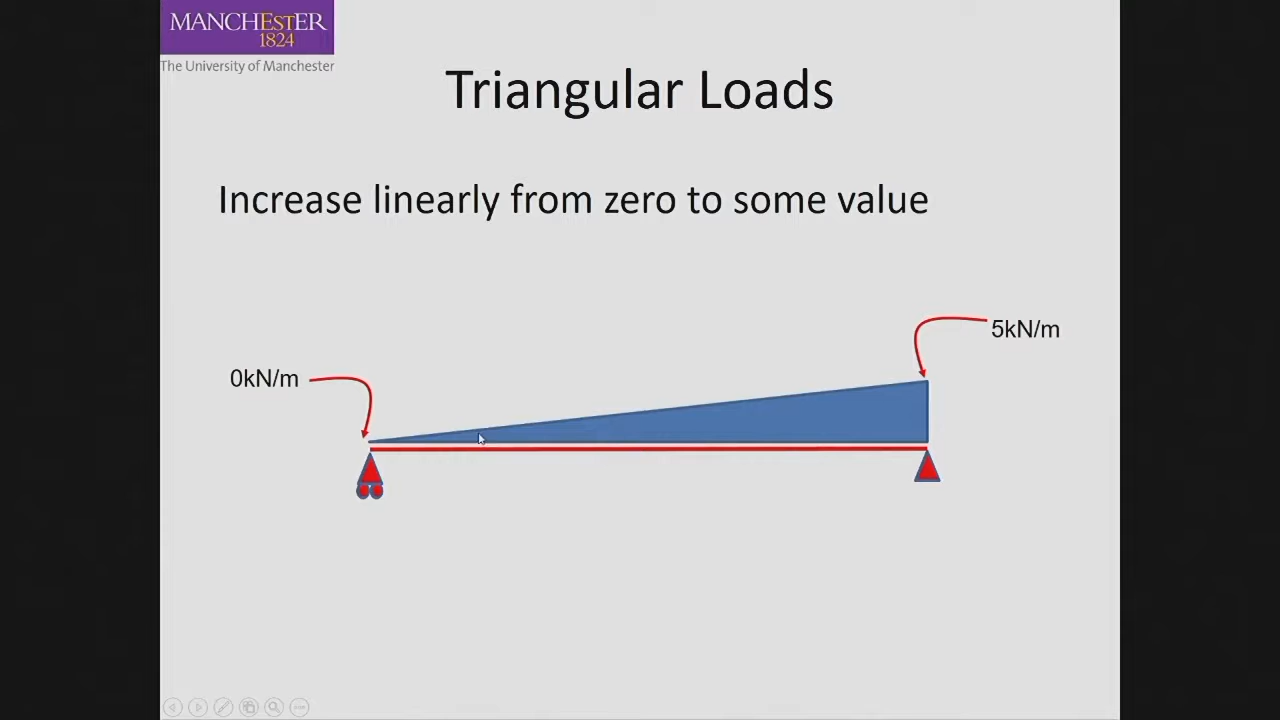 MANCHEstER
1824
The University of Manchester
Triangular Loads
Increase linearly from zero to some value
5kN/m
0kN/m